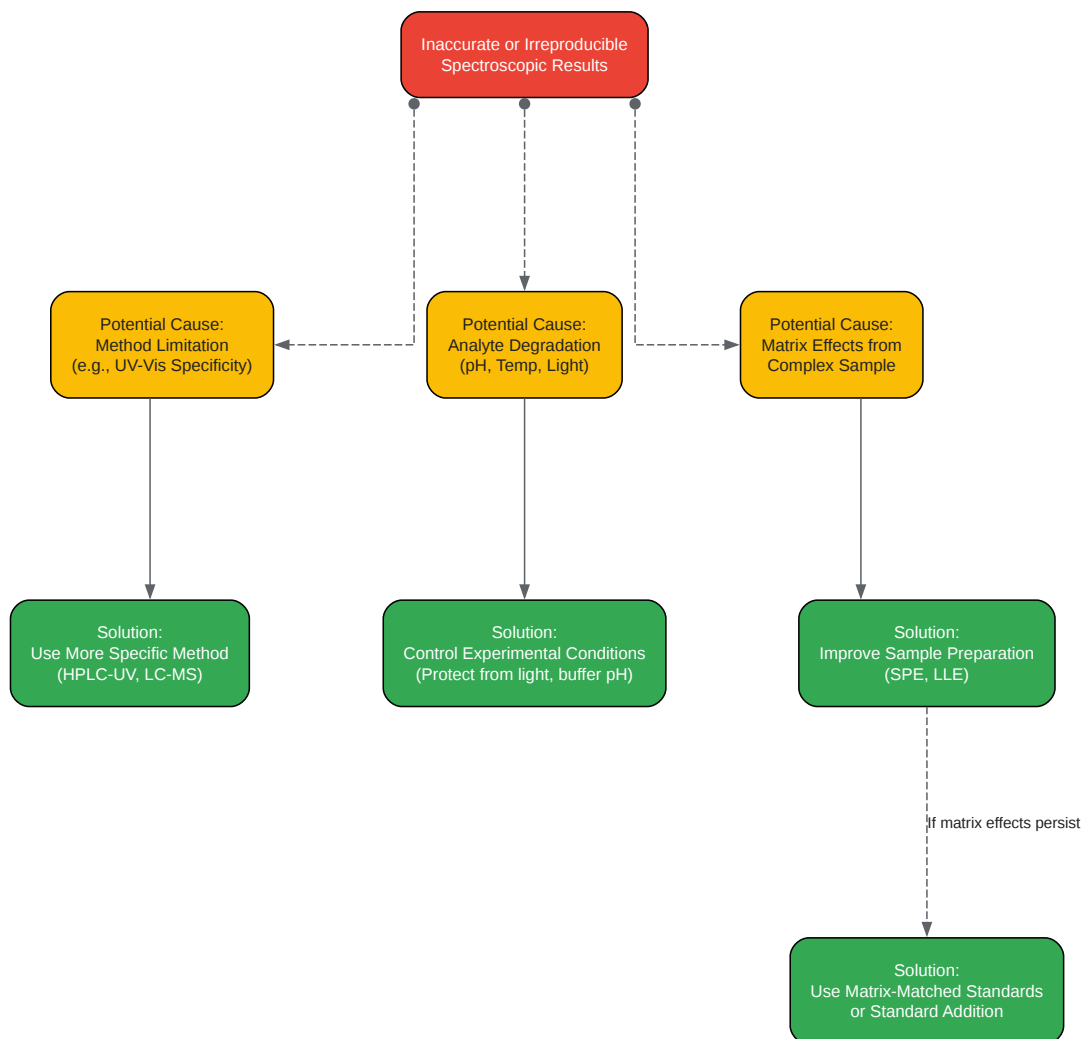 Inaccurate or Irreproducible
Spectroscopic Results
Potential Cause:
Method Limitation
(e.g., UV-Vis Specificity)
Potential Cause:
Analyte Degradation
(pH, Temp, Light)
Potential Cause:
Matrix Effects from
Complex Sample
Solution:
Use More Specific Method
(HPLC-UV, LC-MS)
Solution:
Control Experimental Conditions
(Protect from light, buffer pH)
Solution:
Improve Sample Preparation
(SPE, LLE)
If matrix effects persist
Solution:
Use Matrix-Matched Standards
or Standard Addition